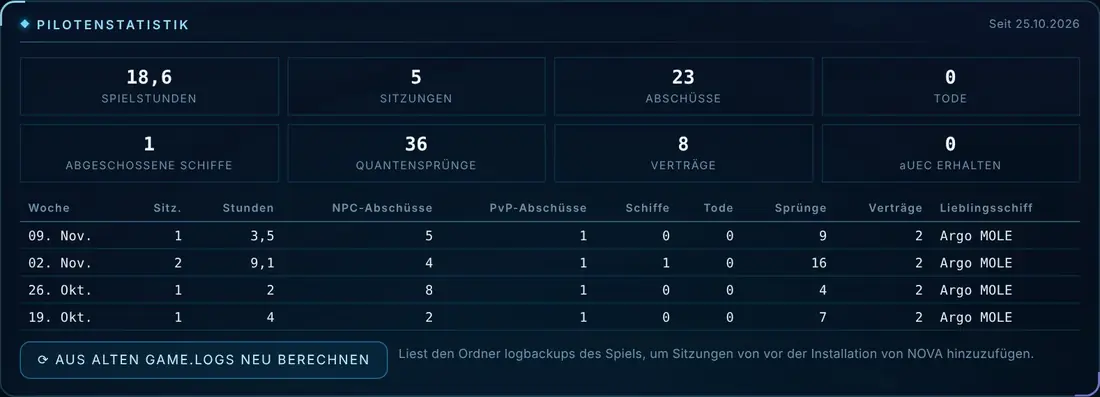 PILOTENSTATISTIK
Seit 25.10.2026
18,6
SPIELSTUNDEN
5
SITZUNGEN
23
ABSCHÜSSE
0
TODE
1
ABGESCHOSSENE SCHIFFE
36
QUANTENSPRÜNGE
8
VERTRÄGE
0
aUEC ERHALTEN
Woche Sitz. Stunden NPC-Abschüsse PvP-Abschüsse Schiffe Tode Sprünge Verträge Lieblingsschiff
09. Nov. 1 3,5 5 1 0 0 9 2 Argo MOLE
02. Nov. 2 9,1 4 1 1 0 16 2 Argo MOLE
26. Okt. 1 2 8 1 0 0 4 2 Argo MOLE
19. Okt. 1 4 2 1 0 0 7 2 Argo MOLE
⟳ AUS ALTEN GAME.LOGS NEU BERECHNEN
Liest den Ordner logbackups des Spiels, um Sitzungen von vor der Installation von NOVA hinzuzufügen.